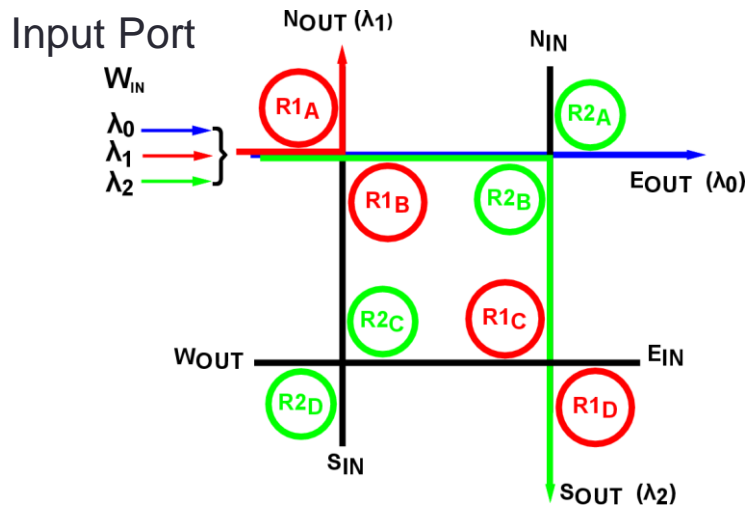 Input Port
NOUT (λ1)
NIN
WIN
λ0
λ1
λ2
R1A
R2A
EOUT (λ0)
R1B
R2B
R2C
R1C
WOUT
EIN
R2D
R1D
SIN
SOUT (λ2)